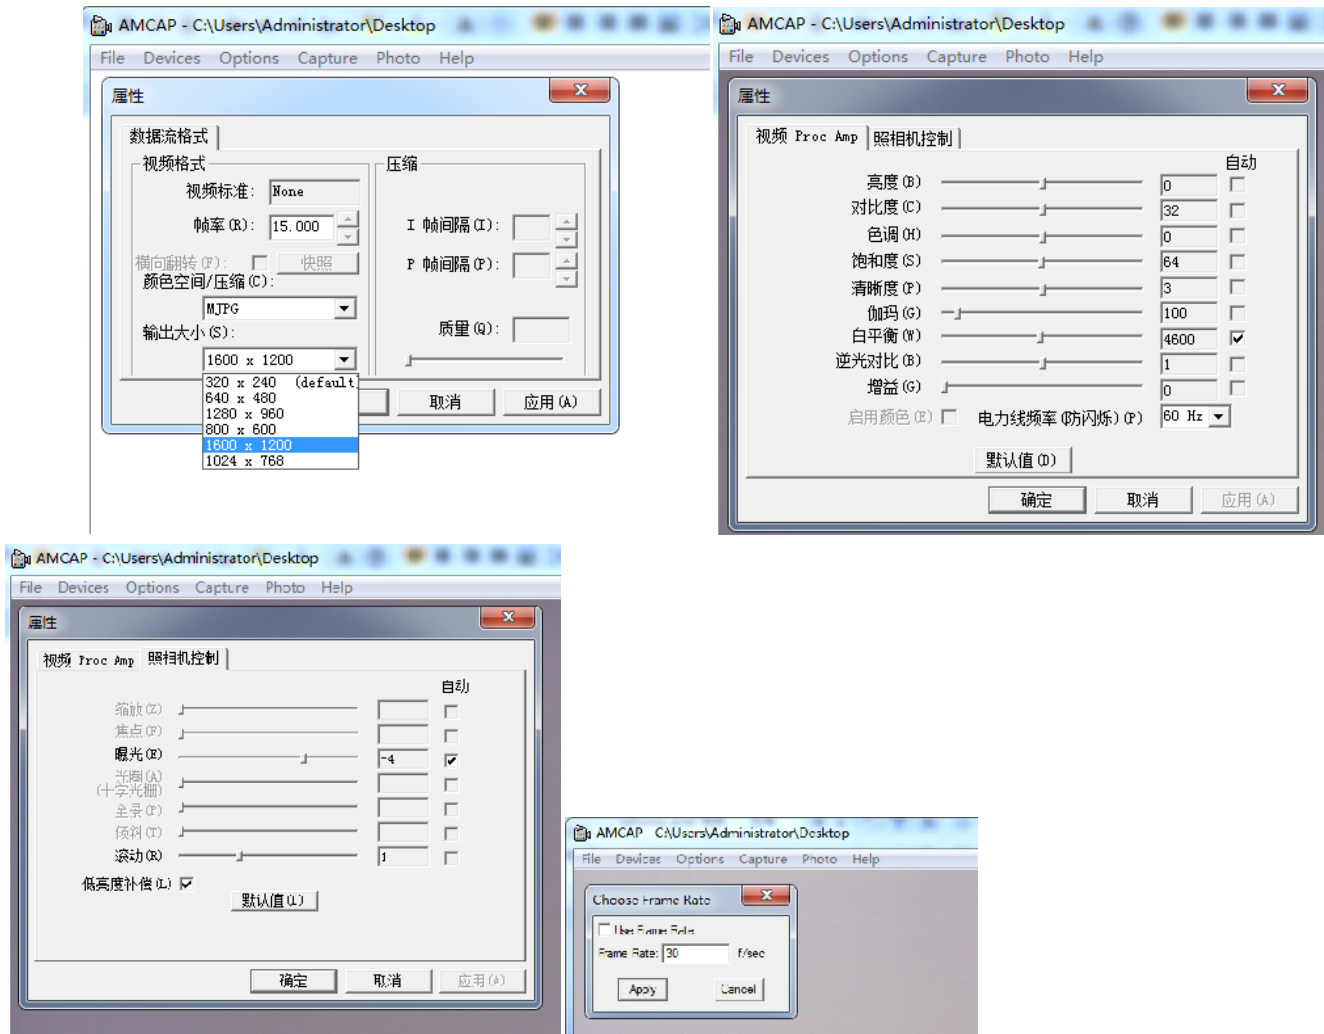 AMCAP - C:\Users\Administrator\Desktop
File Devices Options Capture Photo Help
属性
数据流格式
视频格式
视频标准: None
帧率(R): 15.000
横向翻转(F): 快照
颜色空间/压缩(C):
MJPG
输出大小(S):
1600 x 1200
320 x 240 (default
640 x 480
1280 x 960
800 x 600
1600 x 1200
1024 x 768
压缩
I 帧间隔(I):
P 帧间隔(P):
质量(Q):
取消 应用(A)
AMCAP - C:\Users\Administrator\Desktop
File Devices Options Capture Photo Help
属性
视频 Proc Amp 照相机控制
自动
亮度(B) 0
对比度(C) 32
色调(H) 0
饱和度(S) 64
清晰度(P) 3
伽玛(G) 100
白平衡(W) 4600
逆光对比(B) 1
增益(G) 0
启用颜色(E) 电力线频率(防闪烁)(P) 60 Hz
默认值(D)
确定 取消 应用(A)
AMCAP - C:\Users\Administrator\Desktop
File Devices Options Capture Photo Help
属性
视频 Proc Amp 照相机控制
自动
缩放(Z)
焦点(F)
曝光(E) -4
光圈(A)
(十字光栅)
全景(P)
倾斜(T)
滚动(R) 1
低亮度补偿(L)
默认值(L)
确定 取消 应用(A)
AMCAP C:\Users\Administrator\Desktop
File Devices Options Capture Photo Help
Choose Frame Rate
Use Frame Rate
Frame Rate: 30 f/sec
Apply Cancel